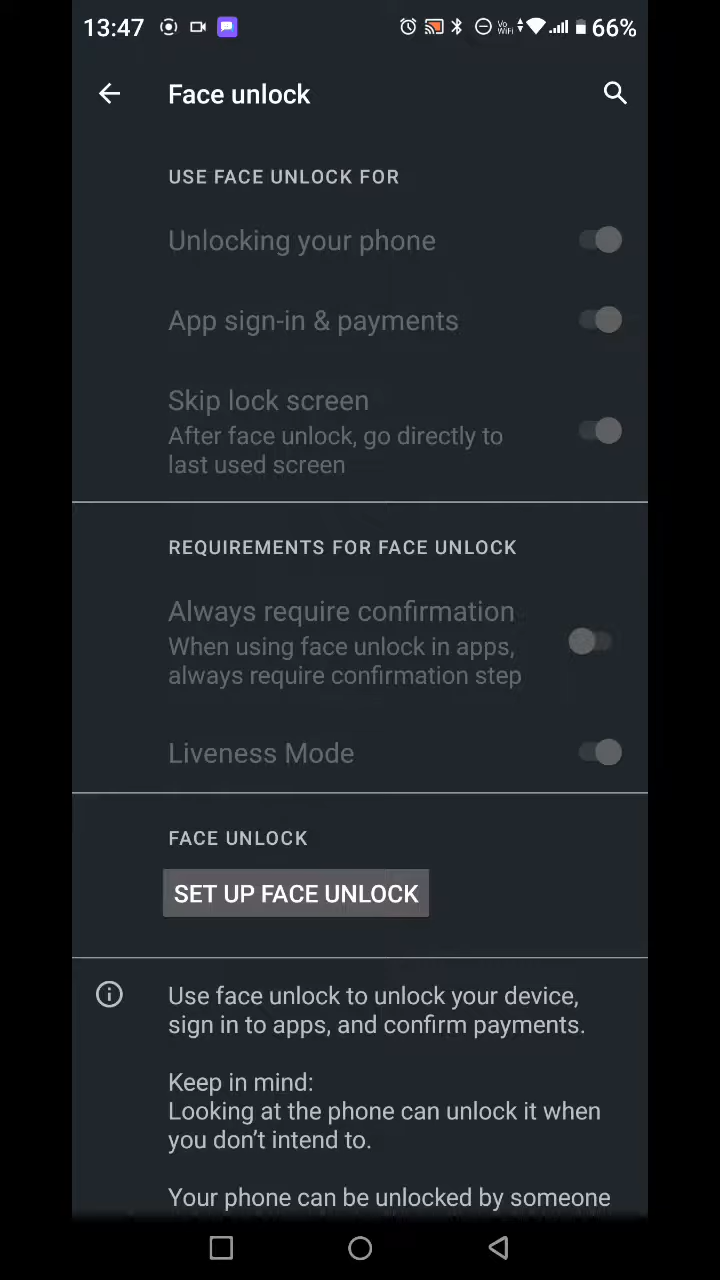 13:47
Vo
WiFi
66%
Face unlock
USE FACE UNLOCK FOR
Unlocking your phone
App sign-in & payments
Skip lock screen
After face unlock, go directly to
last used screen
REQUIREMENTS FOR FACE UNLOCK
Always require confirmation
When using face unlock in apps,
always require confirmation step
Liveness Mode
FACE UNLOCK
SET UP FACE UNLOCK
Use face unlock to unlock your device,
sign in to apps, and confirm payments.
Keep in mind:
Looking at the phone can unlock it when
you don’t intend to.
Your phone can be unlocked by someone